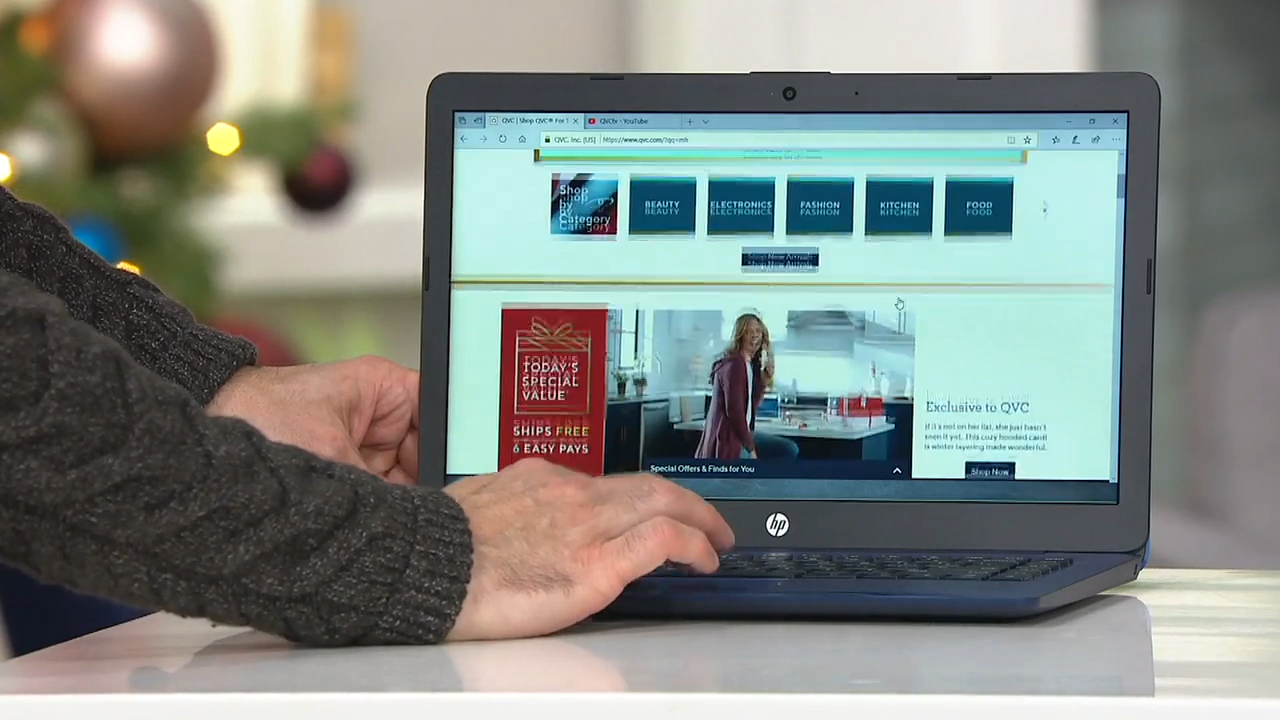 QVC | Shop QVC® For T
QVCtv - YouTube
QVC, Inc. [US]
https://www.qvc.com/?qq=mh
Shop
by
Category
BEAUTY
ELECTRONICS
FASHION
KITCHEN
FOOD
Shop New Arrivals
TODAY'S
SPECIAL
VALUE
SHIPS FREE
6 EASY PAYS
Special Offers & Finds for You
Exclusive to QVC
If it's not on her list, she just hasn't
seen it yet. This cozy hooded cardi
is winter layering made wonderful.
Shop Now
hp